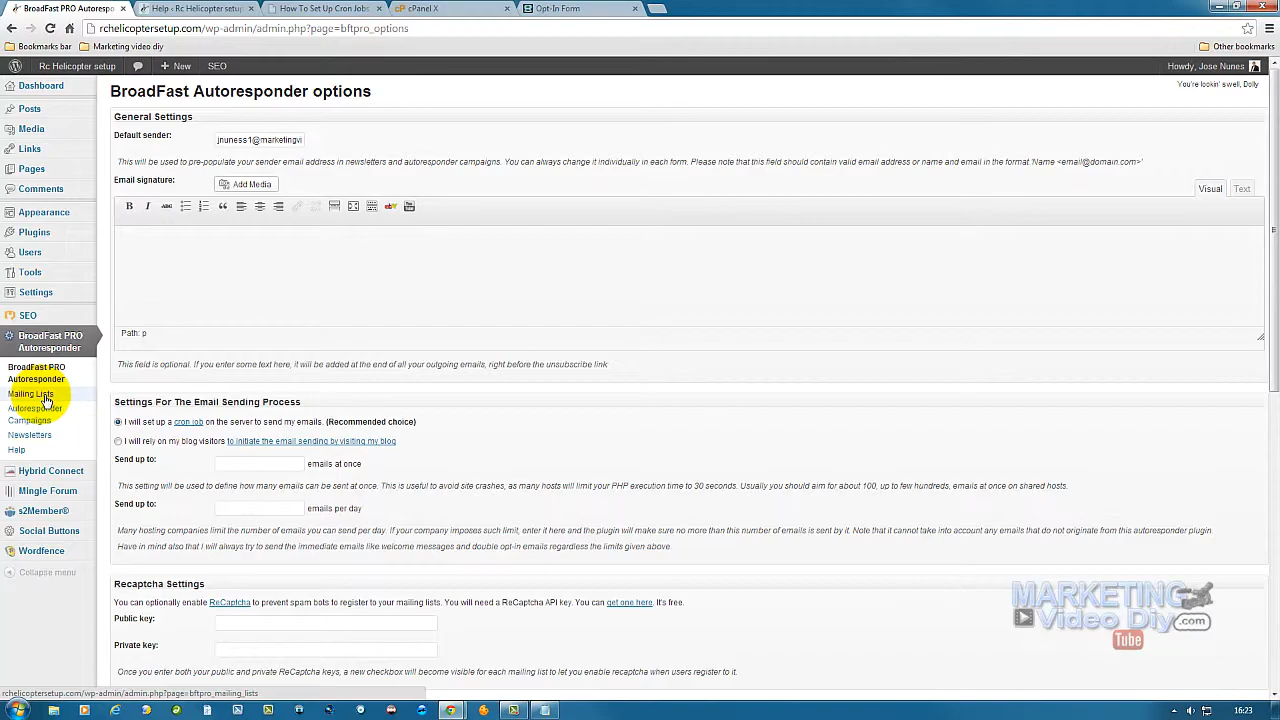 BroadFast PRO Autorespo
Help ‹ Rc Helicopter setup
How To Set Up Cron Jobs
cPanel X
Opt-In Form
rchelicoptersetup.com/wp-admin/admin.php?page=bftpro_options
Bookmarks bar
Marketing video diy
Other bookmarks
Rc Helicopter setup
+ New
SEO
Howdy, Jose Nunes
You're lookin' swell, Dolly
Dashboard
Posts
Media
Links
Pages
Comments
Appearance
Plugins
Users
Tools
Settings
SEO
BroadFast PRO
Autoresponder
BroadFast PRO
Autoresponder
Mailing Lists
Autoresponder
Campaigns
Newsletters
Help
Hybrid Connect
Mingle Forum
s2Member®
Social Buttons
Wordfence
Collapse menu
BroadFast Autoresponder options
General Settings
Default sender:
jnuness1@marketingvi
This will be used to pre-populate your sender email address in newsletters and autoresponder campaigns. You can always change it individually in each form. Please note that this field should contain valid email address or name and email in the format 'Name <email@domain.com>'
Email signature:
Add Media
Visual
Text
B
I
ABC
Path: p
This field is optional. If you enter some text here, it will be added at the end of all your outgoing emails, right before the unsubscribe link
Settings For The Email Sending Process
I will set up a cron job on the server to send my emails. (Recommended choice)
I will rely on my blog visitors to initiate the email sending by visiting my blog
Send up to:
emails at once
This setting will be used to define how many emails can be sent at once. This is useful to avoid site crashes, as many hosts will limit your PHP execution time to 30 seconds. Usually you should aim for about 100, up to few hundreds, emails at once on shared hosts.
Send up to:
emails per day
Many hosting companies limit the number of emails you can send per day. If your company imposes such limit, enter it here and the plugin will make sure no more than this number of emails is sent by it. Note that it cannot take into account any emails that do not originate from this autoresponder plugin.
Have in mind also that I will always try to send the immediate emails like welcome messages and double opt-in emails regardless the limits given above.
Recaptcha Settings
You can optionally enable ReCaptcha to prevent spam bots to register to your mailing lists. You will need a ReCaptcha API key. You can get one here. It's free.
Public key:
Private key:
Once you enter both your public and private ReCaptcha keys, a new checkbox will become visible for each mailing list to let you enable recaptcha when users register to it.
MARKETING
Video Diy.com
Tube
rchelicoptersetup.com/wp-admin/admin.php?page=bftpro_mailing_lists
16:23